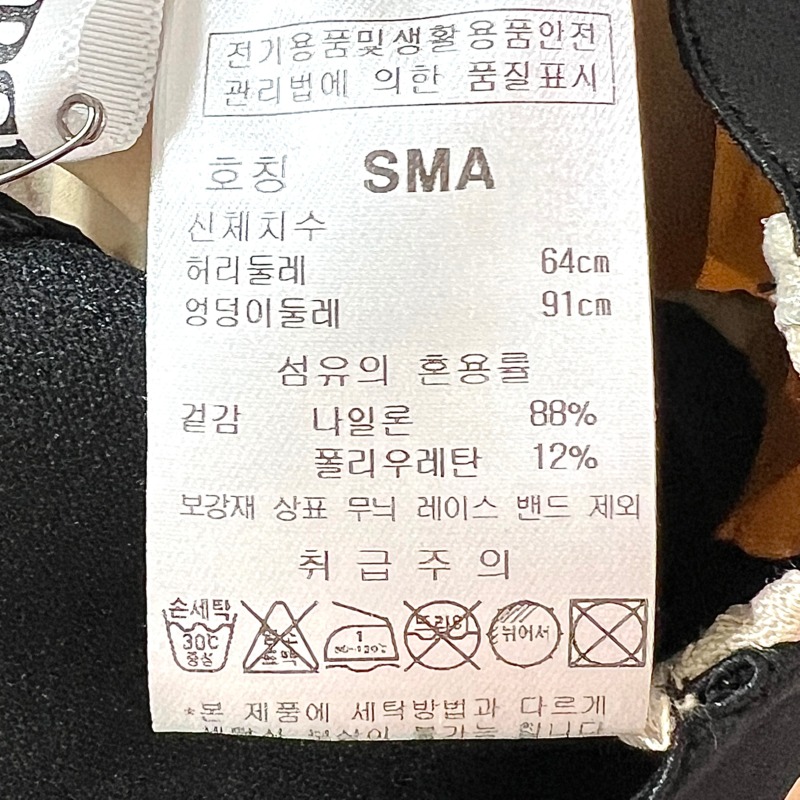 전기용품및생활용품안전
관리법에 의한 품질표시
호칭 SMA
신체치수
허리둘레 64cm
엉덩이둘레 91cm
섬유의 혼용률
겉감 나일론 88%
폴리우레탄 12%
보강재 상표 무늬 레이스 밴드 제외
취급주의
손세탁
30℃
중성
1
드라이
뉘어서
*본 제품에 세탁방법과 다르게